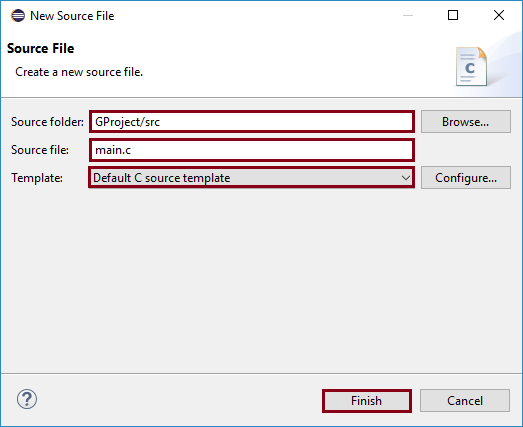 New Source File
Source File
Create a new source file.
C
Source folder: GProject/src Browse...
Source file: main.c
Template: Default C source template Configure...
? Finish Cancel